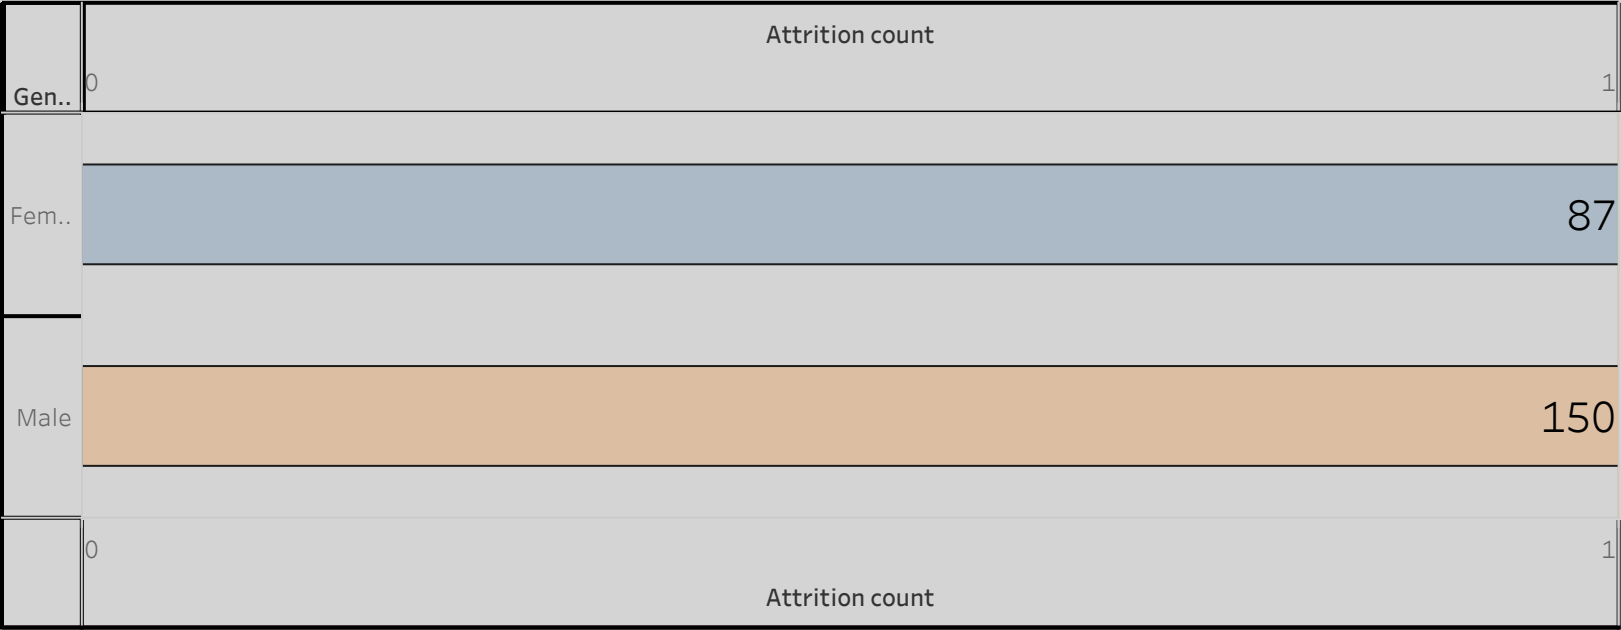 Attrition count
0 1
Gen..
Fem.. 87
Male 150
0 1
Attrition count